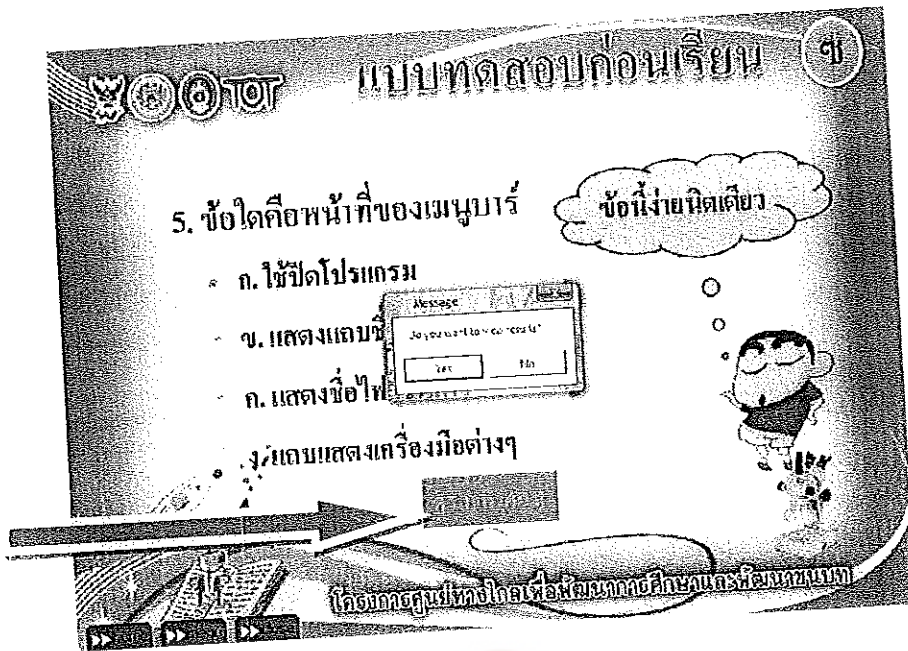 แบบทดสอบก่อนเรียน
ช
5. ข้อใดคือหน้าที่ของเมนูบาร์
ข้อนี้ง่ายนิดเดียว
ก. ใช้ปิดโปรแกรม
Message
ข. แสดงแถบชื่
Yes
No
ค. แสดงชื่อไฟ
ง. แถบแสดงเครื่องมือต่างๆ
โครงการศูนย์ทางไกลเพื่อพัฒนาการศึกษาและพัฒนาชนบท